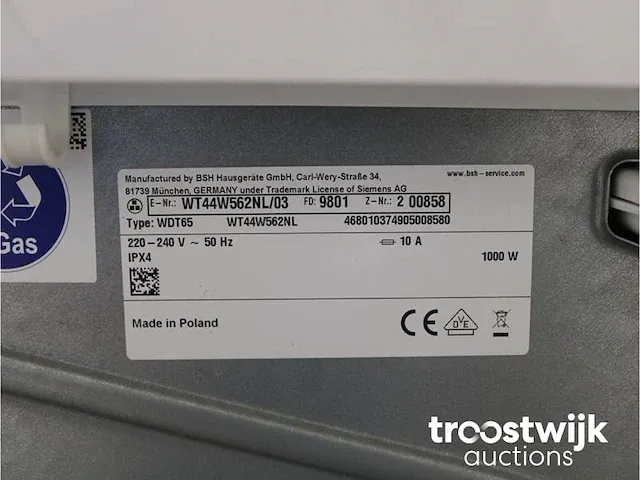 Gas
Manufactured by BSH Hausgeräte GmbH, Carl-Wery-Straße 34,
81739 München, GERMANY under Trademark License of Siemens AG
www.bsh-service.com
E-Nr.: WT44W562NL/03 FD: 9801 Z-Nr.: 2 00858
Type: WDT65 WT44W562NL 468010374905008580
220-240 V ~ 50 Hz 10 A
IPX4 1000 W
Made in Poland
CE DVE
troostwijk
auctions